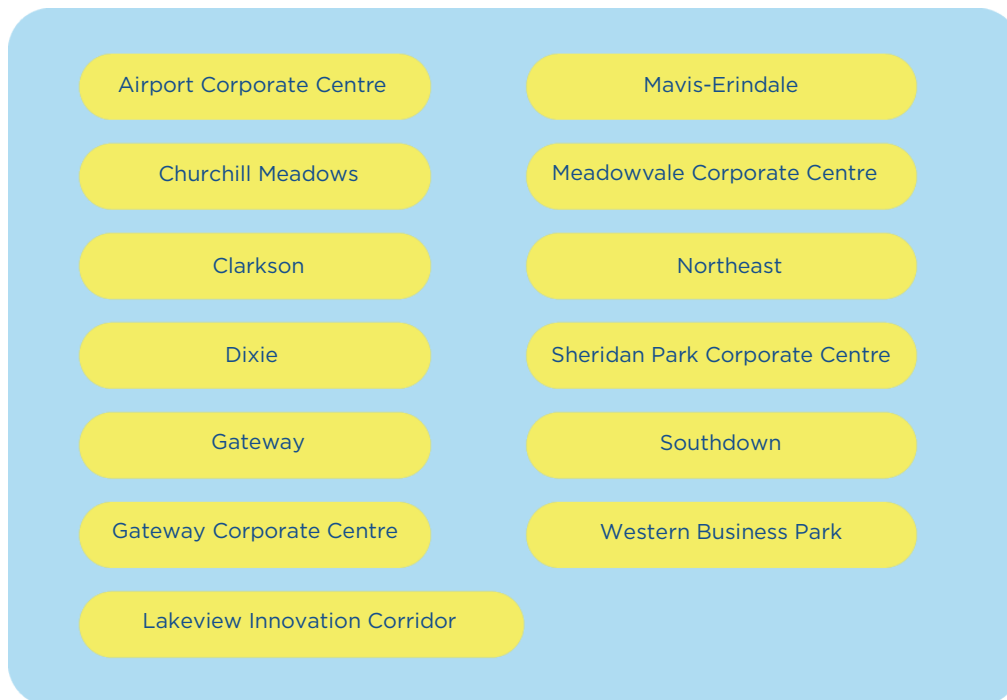 Airport Corporate Centre
Churchill Meadows
Clarkson
Dixie
Gateway
Gateway Corporate Centre
Lakeview Innovation Corridor
Mavis-Erindale
Meadowvale Corporate Centre
Northeast
Sheridan Park Corporate Centre
Southdown
Western Business Park